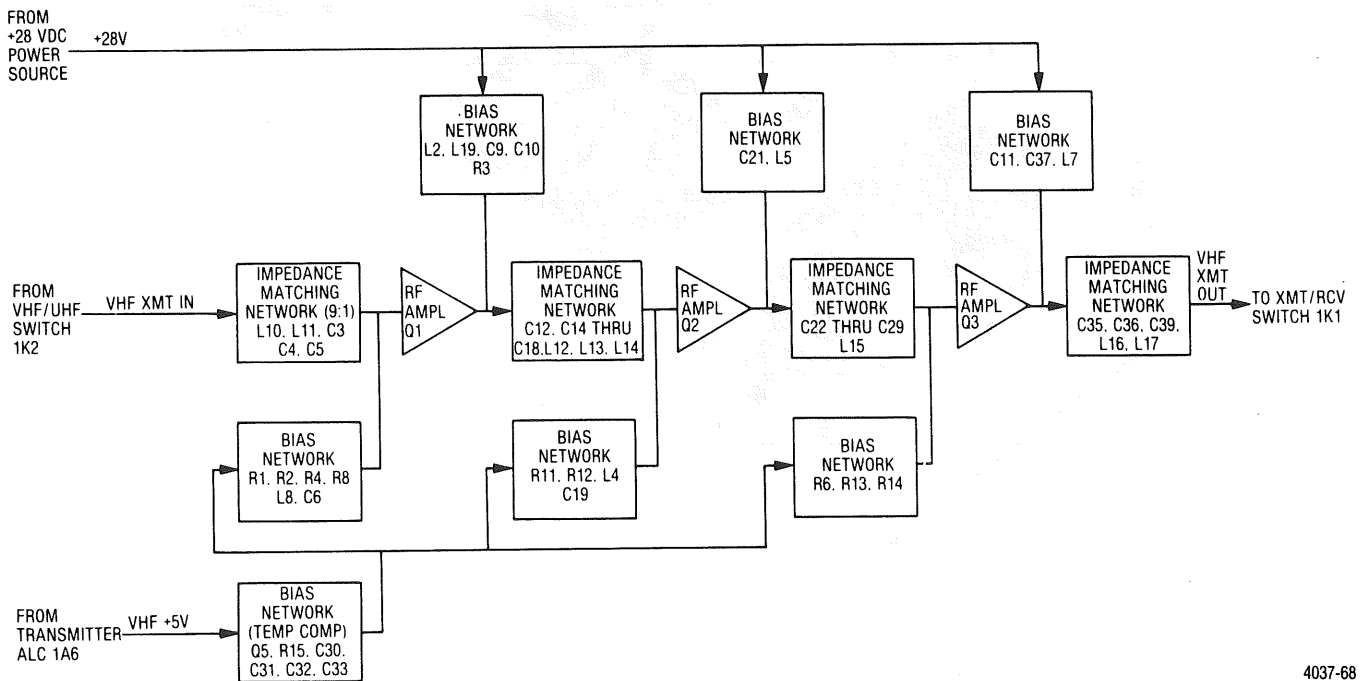 FROM
+28 VDC
POWER
SOURCE
+28V
BIAS
NETWORK
L2, L19, C9, C10
R3
BIAS
NETWORK
C21, L5
BIAS
NETWORK
C11, C37, L7
FROM
VHF/UHF
SWITCH
1K2
VHF XMT IN
IMPEDANCE
MATCHING
NETWORK (9:1)
L10, L11, C3
C4, C5
RF
AMPL
Q1
IMPEDANCE
MATCHING
NETWORK
C12, C14 THRU
C18, L12, L13, L14
RF
AMPL
Q2
IMPEDANCE
MATCHING
NETWORK
C22 THRU C29
L15
RF
AMPL
Q3
IMPEDANCE
MATCHING
NETWORK
C35, C36, C39,
L16, L17
VHF
XMT
OUT
TO XMT/RCV
SWITCH 1K1
BIAS
NETWORK
R1, R2, R4, R8
L8, C6
BIAS
NETWORK
R11, R12, L4
C19
BIAS
NETWORK
R6, R13, R14
FROM
TRANSMITTER
ALC 1A6
VHF +5V
BIAS
NETWORK
(TEMP COMP)
Q5, R15, C30,
C31, C32, C33
4037-68